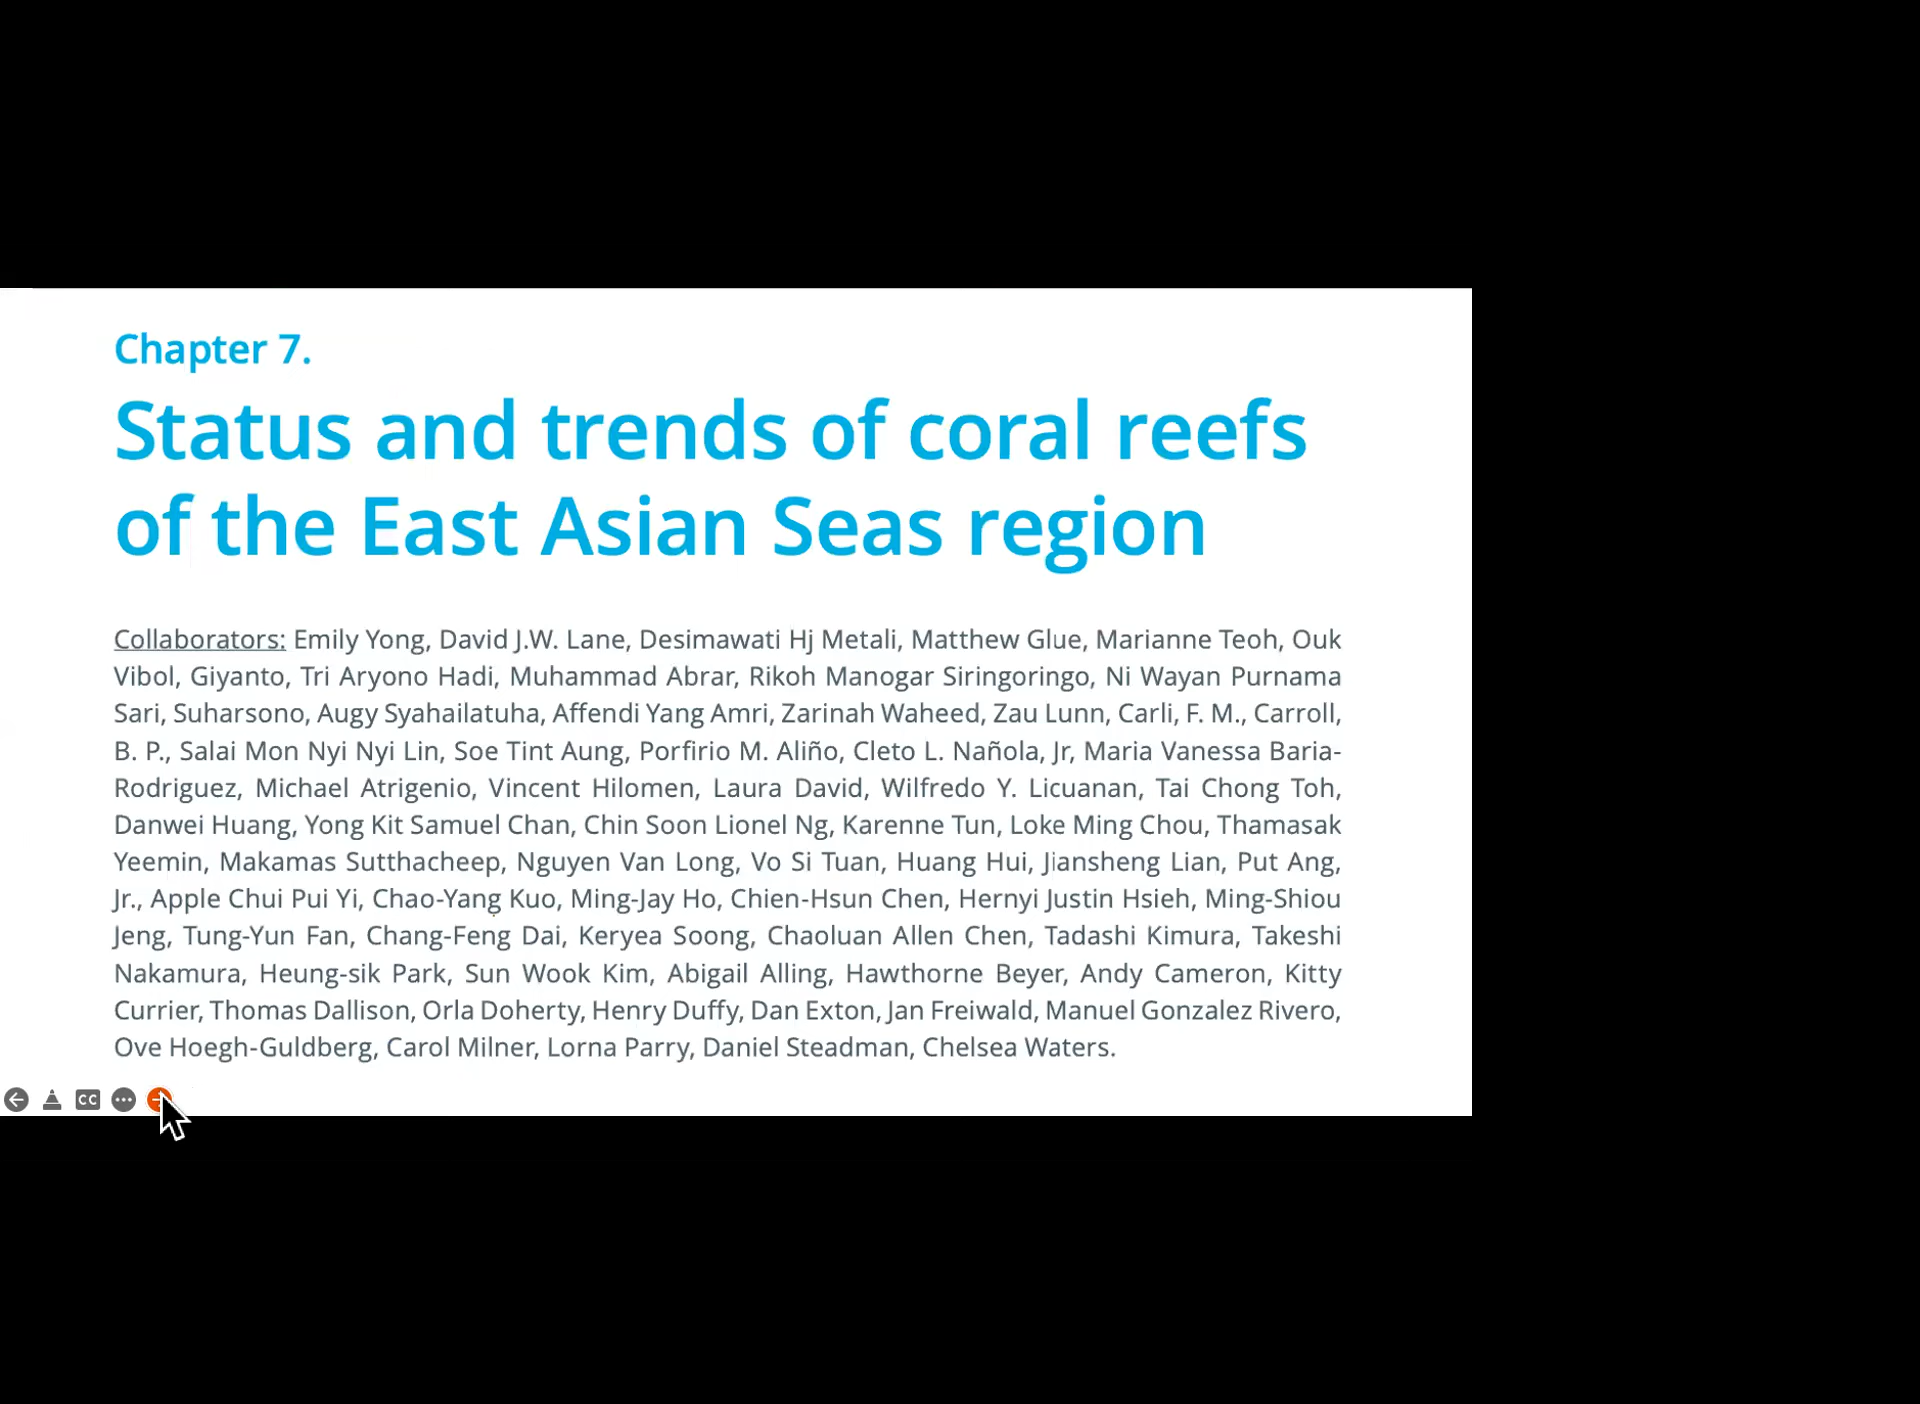 Chapter 7.
Status and trends of coral reefs
of the East Asian Seas region
Collaborators: Emily Yong, David J.W. Lane, Desimawati Hj Metali, Matthew Glue, Marianne Teoh, Ouk
Vibol, Giyanto, Tri Aryono Hadi, Muhammad Abrar, Rikoh Manogar Siringoringo, Ni Wayan Purnama
Sari, Suharsono, Augy Syahailatuha, Affendi Yang Amri, Zarinah Waheed, Zau Lunn, Carli, F. M., Carroll,
B. P., Salai Mon Nyi Nyi Lin, Soe Tint Aung, Porfirio M. Aliño, Cleto L. Nañola, Jr, Maria Vanessa Baria-
Rodriguez, Michael Atrigenio, Vincent Hilomen, Laura David, Wilfredo Y. Licuanan, Tai Chong Toh,
Danwei Huang, Yong Kit Samuel Chan, Chin Soon Lionel Ng, Karenne Tun, Loke Ming Chou, Thamasak
Yeemin, Makamas Sutthacheep, Nguyen Van Long, Vo Si Tuan, Huang Hui, Jiansheng Lian, Put Ang,
Jr., Apple Chui Pui Yi, Chao-Yang Kuo, Ming-Jay Ho, Chien-Hsun Chen, Hernyi Justin Hsieh, Ming-Shiou
Jeng, Tung-Yun Fan, Chang-Feng Dai, Keryea Soong, Chaoluan Allen Chen, Tadashi Kimura, Takeshi
Nakamura, Heung-sik Park, Sun Wook Kim, Abigail Alling, Hawthorne Beyer, Andy Cameron, Kitty
Currier, Thomas Dallison, Orla Doherty, Henry Duffy, Dan Exton, Jan Freiwald, Manuel Gonzalez Rivero,
Ove Hoegh-Guldberg, Carol Milner, Lorna Parry, Daniel Steadman, Chelsea Waters.
CC